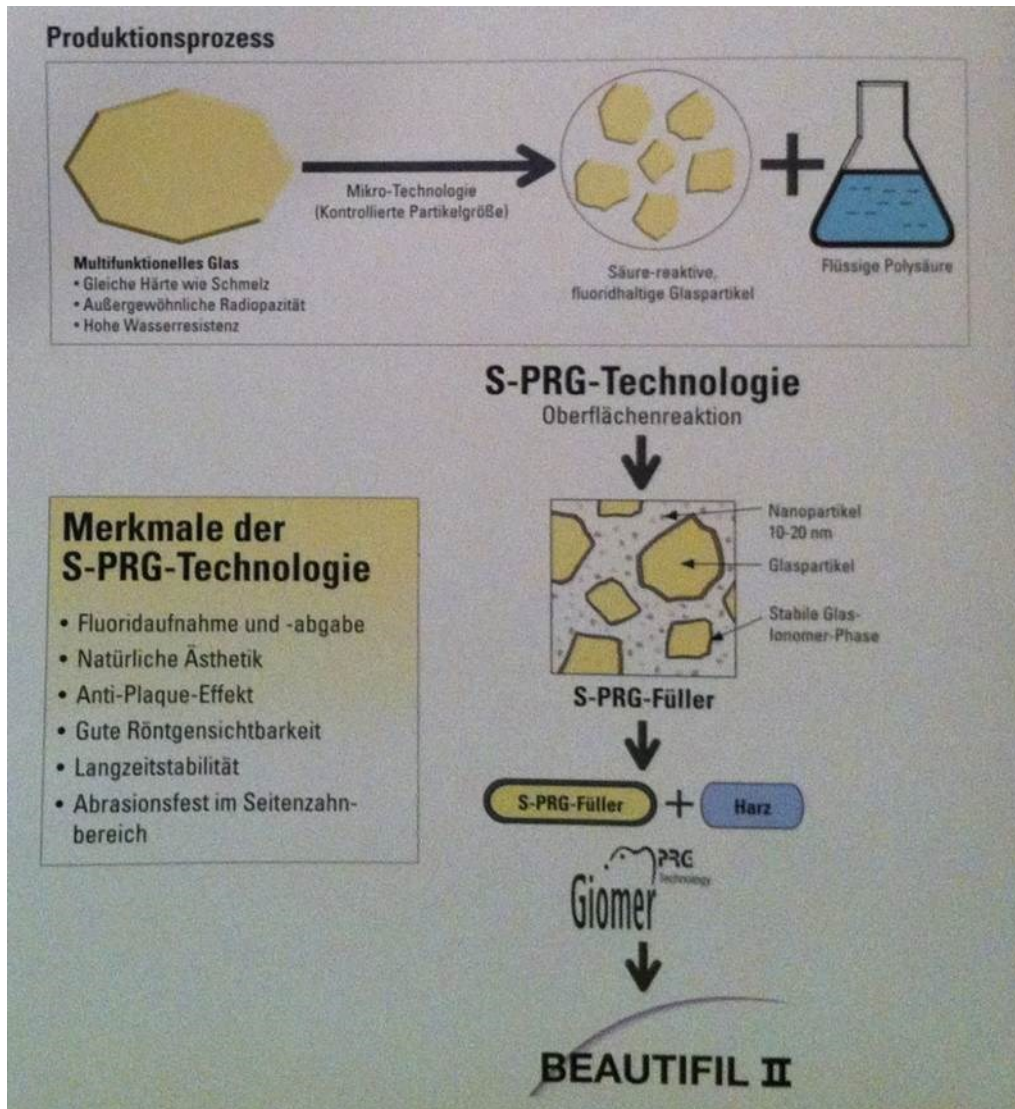 Produktionsprozess
Mikro-Technologie
(Kontrollierte Partikelgröße)
Multifunktionelles Glas
• Gleiche Härte wie Schmelz
• Außergewöhnliche Radiopazität
• Hohe Wasserresistenz
Säure-reaktive,
fluoridhaltige Glaspartikel
Flüssige Polysäure
S-PRG-Technologie
Oberflächenreaktion
Nanopartikel
10-20 nm
Glaspartikel
Stabile Glas-
Ionomer-Phase
S-PRG-Füller
Merkmale der
S-PRG-Technologie
• Fluoridaufnahme und -abgabe
• Natürliche Ästhetik
• Anti-Plaque-Effekt
• Gute Röntgensichtbarkeit
• Langzeitstabilität
• Abrasionsfest im Seitenzahn-
bereich
S-PRG-Füller + Harz
PRG
Technology
Giomer
BEAUTIFIL II